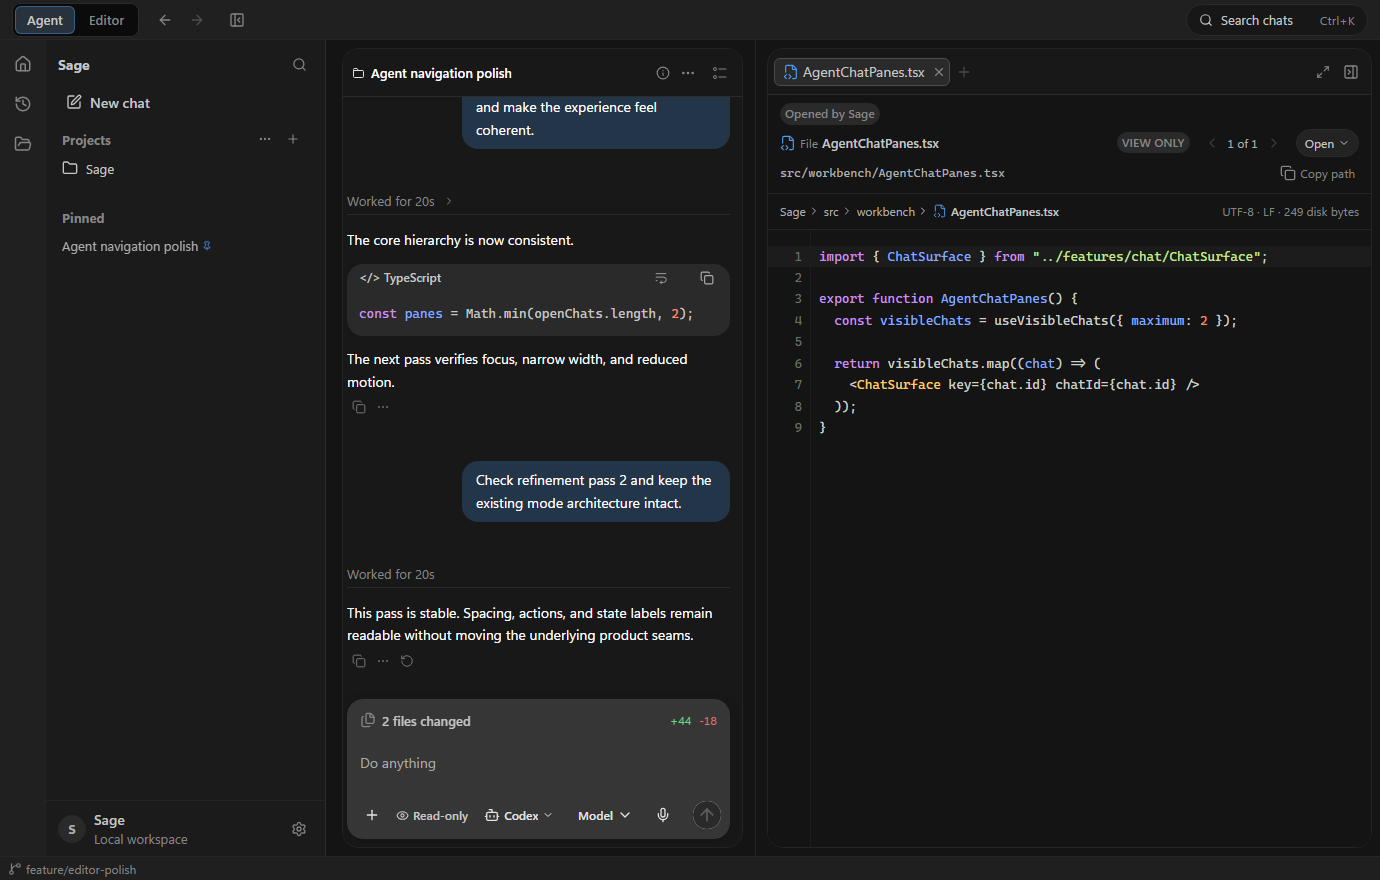 Agent
Editor
Search chats
Ctrl+K
Sage
New chat
Projects
Sage
Pinned
Agent navigation polish
S
Sage
Local workspace
feature/editor-polish
Agent navigation polish
and make the experience feel
coherent.
Worked for 20s
The core hierarchy is now consistent.
</> TypeScript
const panes = Math.min(openChats.length, 2);
The next pass verifies focus, narrow width, and reduced
motion.
Check refinement pass 2 and keep the
existing mode architecture intact.
Worked for 20s
This pass is stable. Spacing, actions, and state labels remain
readable without moving the underlying product seams.
2 files changed
+44 -18
Do anything
Read-only
Codex
Model
AgentChatPanes.tsx
Opened by Sage
File AgentChatPanes.tsx
VIEW ONLY
1 of 1
Open
src/workbench/AgentChatPanes.tsx
Copy path
Sage > src > workbench > AgentChatPanes.tsx
UTF-8 · LF · 249 disk bytes
1 import { ChatSurface } from "../features/chat/ChatSurface";
2
3 export function AgentChatPanes() {
4 const visibleChats = useVisibleChats({ maximum: 2 });
5
6 return visibleChats.map((chat) => (
7 <ChatSurface key={chat.id} chatId={chat.id} />
8 ));
9 }